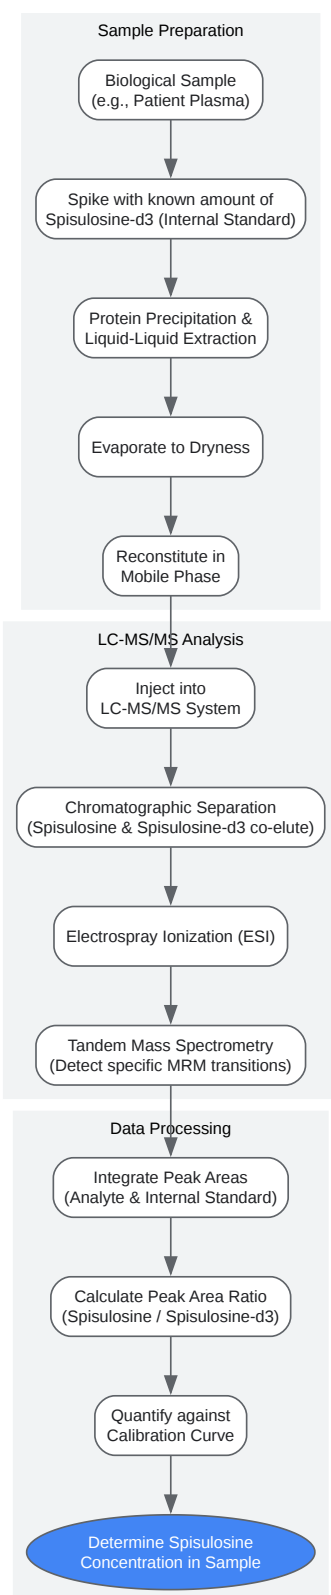 Sample Preparation
Biological Sample
(e.g., Patient Plasma)
Spike with known amount of
Spisulosine-d3 (Internal Standard)
Protein Precipitation &
Liquid-Liquid Extraction
Evaporate to Dryness
Reconstitute in
Mobile Phase
LC-MS/MS Analysis
Inject into
LC-MS/MS System
Chromatographic Separation
(Spisulosine & Spisulosine-d3 co-elute)
Electrospray Ionization (ESI)
Tandem Mass Spectrometry
(Detect specific MRM transitions)
Data Processing
Integrate Peak Areas
(Analyte & Internal Standard)
Calculate Peak Area Ratio
(Spisulosine / Spisulosine-d3)
Quantify against
Calibration Curve
Determine Spisulosine
Concentration in Sample